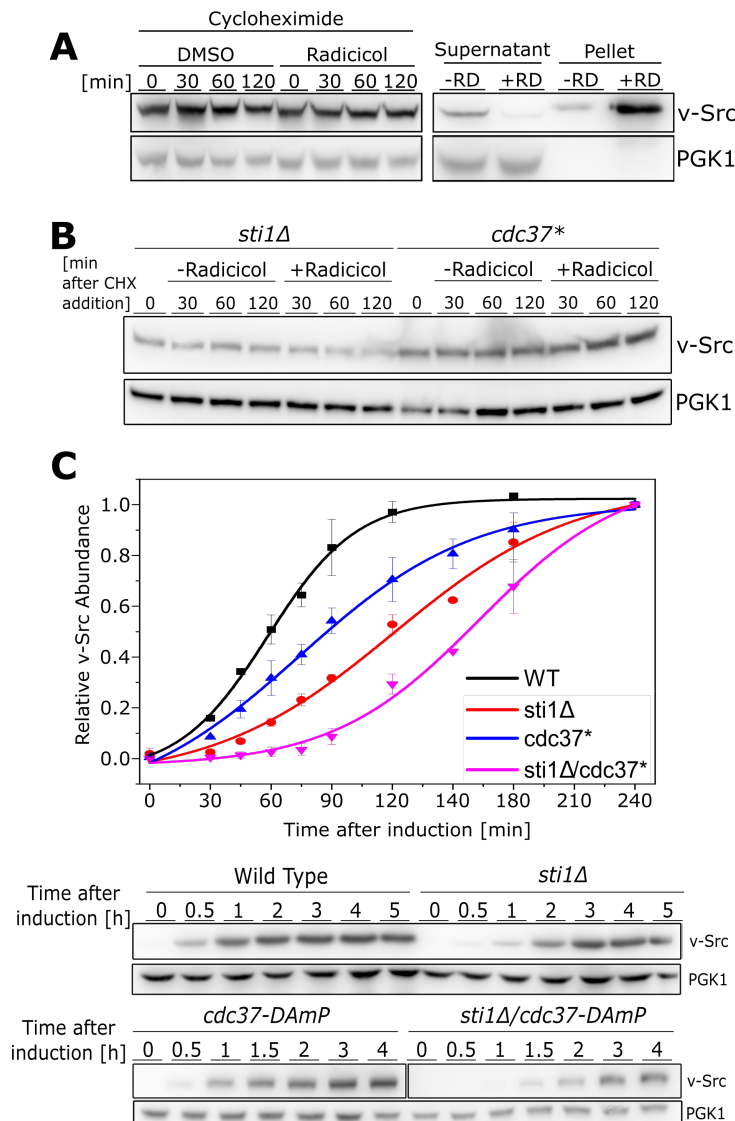 A
Cycloheximide
DMSO Radicicol
[min] 0 30 60 120 0 30 60 120
Supernatant Pellet
-RD +RD -RD +RD
v-Src
PGK1
B
sti1Δ cdc37*
[min after CHX addition]
-Radicicol +Radicicol -Radicicol +Radicicol
0 30 60 120 30 60 120 0 30 60 120 30 60 120
v-Src
PGK1
C
Relative v-Src Abundance
1.0
0.8
0.6
0.4
0.2
0.0
WT
sti1Δ
cdc37*
sti1Δ/cdc37*
0 30 60 90 120 140 180 210 240
Time after induction [min]
Wild Type sti1Δ
Time after
induction [h] 0 0.5 1 2 3 4 5 0 0.5 1 2 3 4 5
v-Src
PGK1
cdc37-DAmP sti1Δ/cdc37-DAmP
Time after
induction [h] 0 0.5 1 1.5 2 3 4 0 0.5 1 1.5 2 3 4
v-Src
PGK1